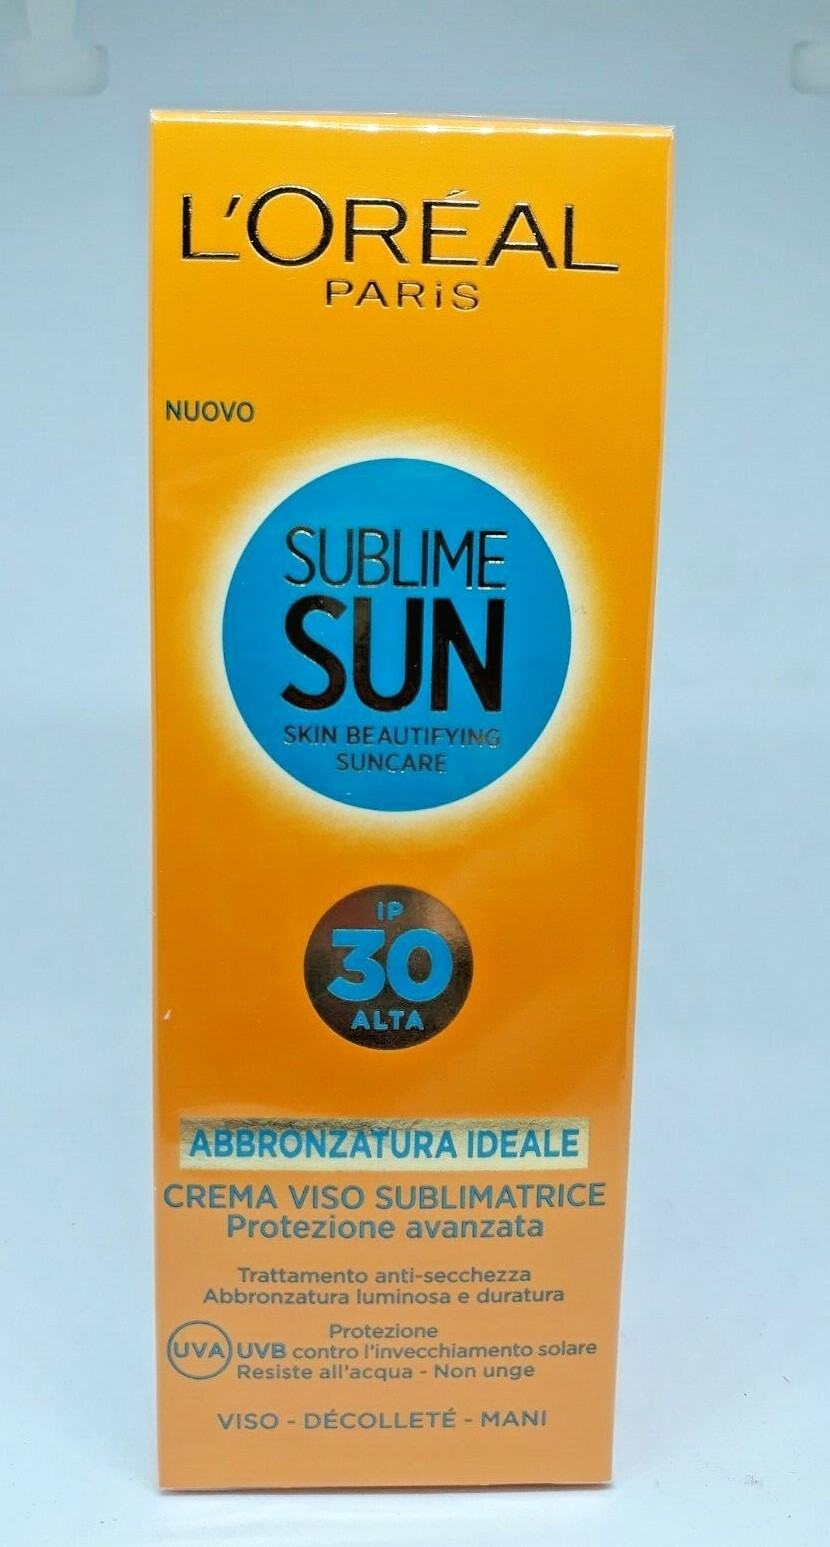 L'ORÉAL
PARiS
NUOVO
SUBLIME
SUN
SKIN BEAUTIFYING
SUNCARE
IP
30
ALTA
ABBRONZATURA IDEALE
CREMA VISO SUBLIMATRICE
Protezione avanzata
Trattamento anti-secchezza
Abbronzatura luminosa e duratura
Protezione
UVA UVB contro l'invecchiamento solare
Resiste all'acqua - Non unge
VISO - DÉCOLLETÉ - MANI